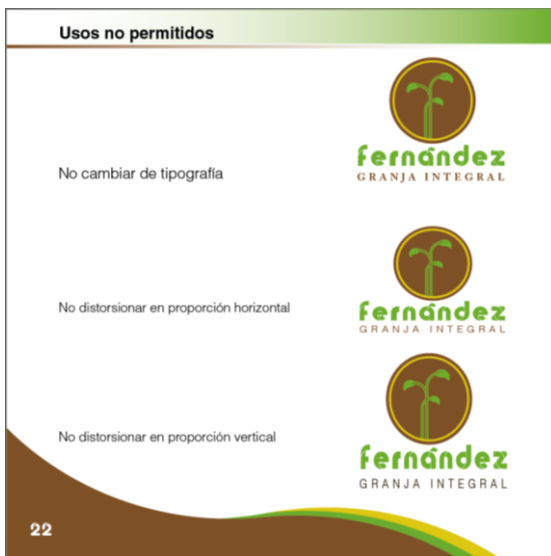 Usos no permitidos
fernández
GRANJA INTEGRAL
No cambiar de tipografía
fernández
GRANJA INTEGRAL
No distorsionar en proporción horizontal
fernández
GRANJA INTEGRAL
No distorsionar en proporción vertical
22